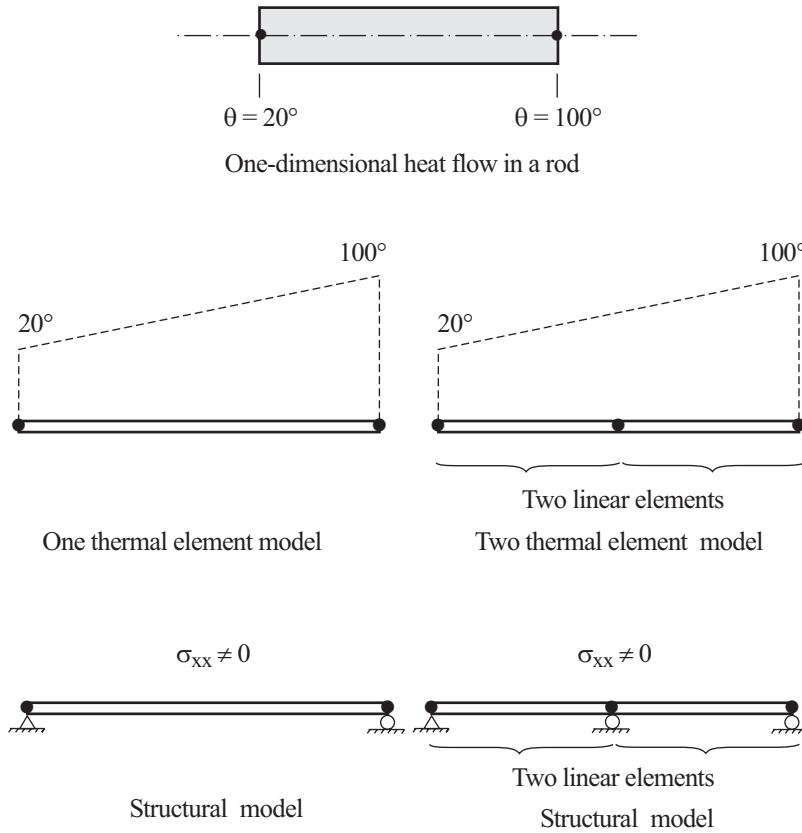 θ = 20° θ = 100°
One-dimensional heat flow in a rod
100° 100°
20° 20°
Two linear elements
One thermal element model Two thermal element model
σxx ≠ 0 σxx ≠ 0
Two linear elements
Structural model Structural model